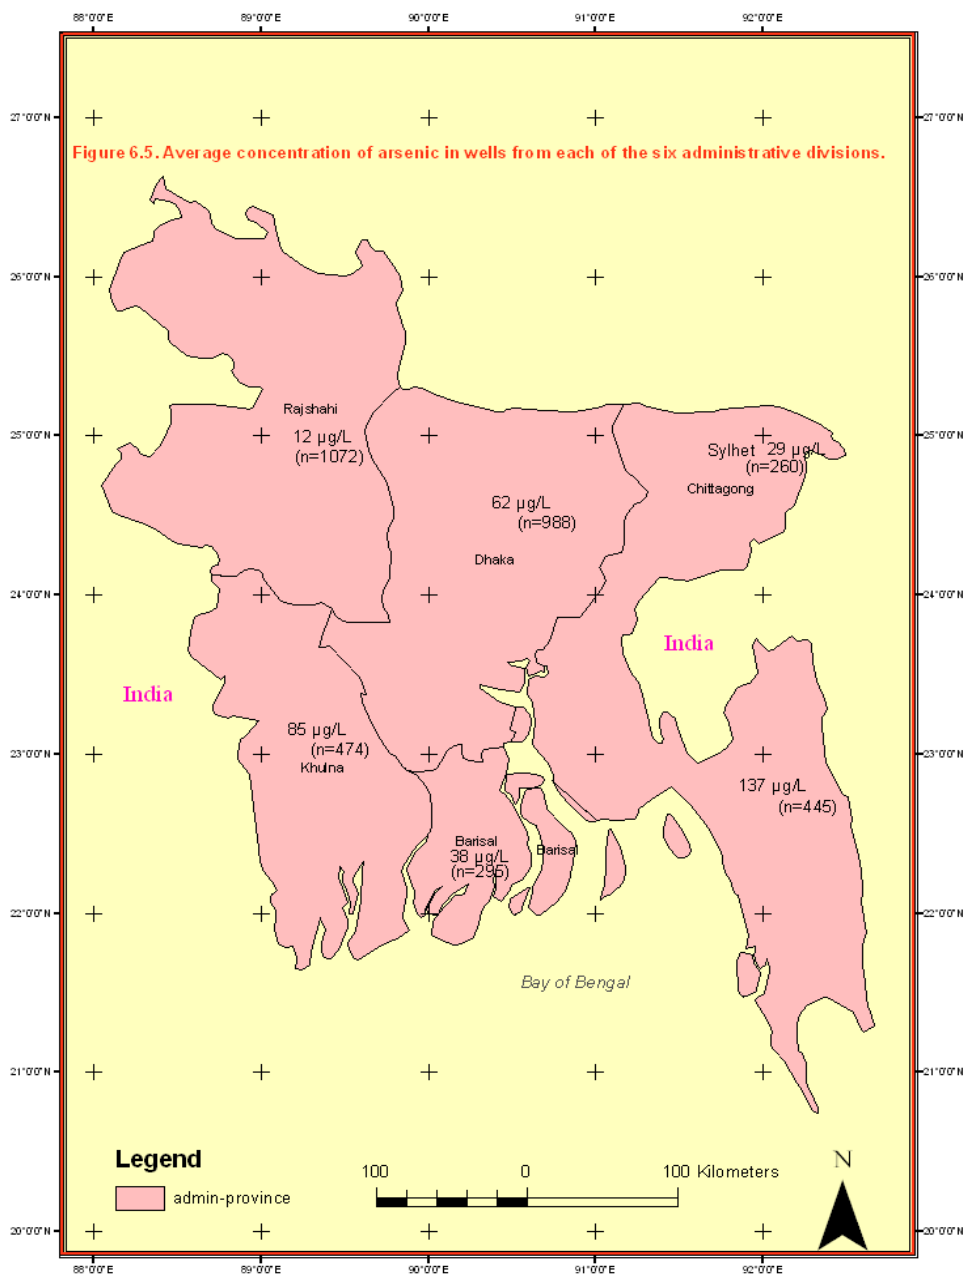 88°0'0"E 89°0'0"E 90°0'0"E 91°0'0"E 92°0'0"E
27°0'0"N 27°0'0"N
Figure 6.5. Average concentration of arsenic in wells from each of the six administrative divisions.
26°0'0"N 26°0'0"N
Rajshahi
12 µg/L
(n=1072)
25°0'0"N 25°0'0"N
Sylhet 29 µg/L
(n=260)
Chittagong
62 µg/L
(n=988)
Dhaka
24°0'0"N 24°0'0"N
India
India
85 µg/L
(n=474)
Khulna
23°0'0"N 23°0'0"N
137 µg/L
(n=445)
Barisal
38 µg/L
(n=295)
Barisal
22°0'0"N 22°0'0"N
Bay of Bengal
21°0'0"N 21°0'0"N
Legend
admin-province
100 0 100 Kilometers
N
20°0'0"N 20°0'0"N
88°0'0"E 89°0'0"E 90°0'0"E 91°0'0"E 92°0'0"E